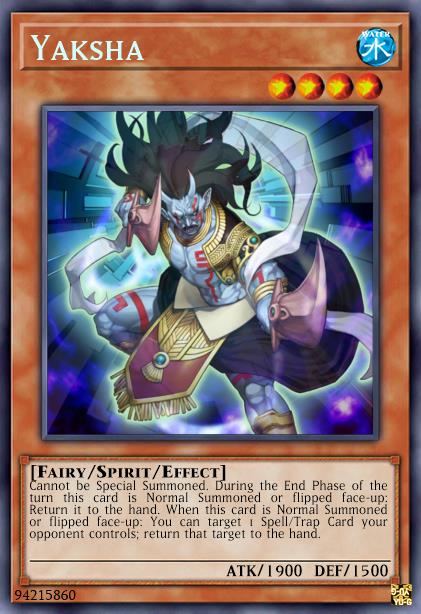 Yaksha
WATER
水
[Fairy/Spirit/Effect]
Cannot be Special Summoned. During the End Phase of the
turn this card is Normal Summoned or flipped face-up:
Return it to the hand. When this card is Normal Summoned
or flipped face-up: You can target 1 Spell/Trap Card your
opponent controls; return that target to the hand.
ATK/1900 DEF/1500
94215860